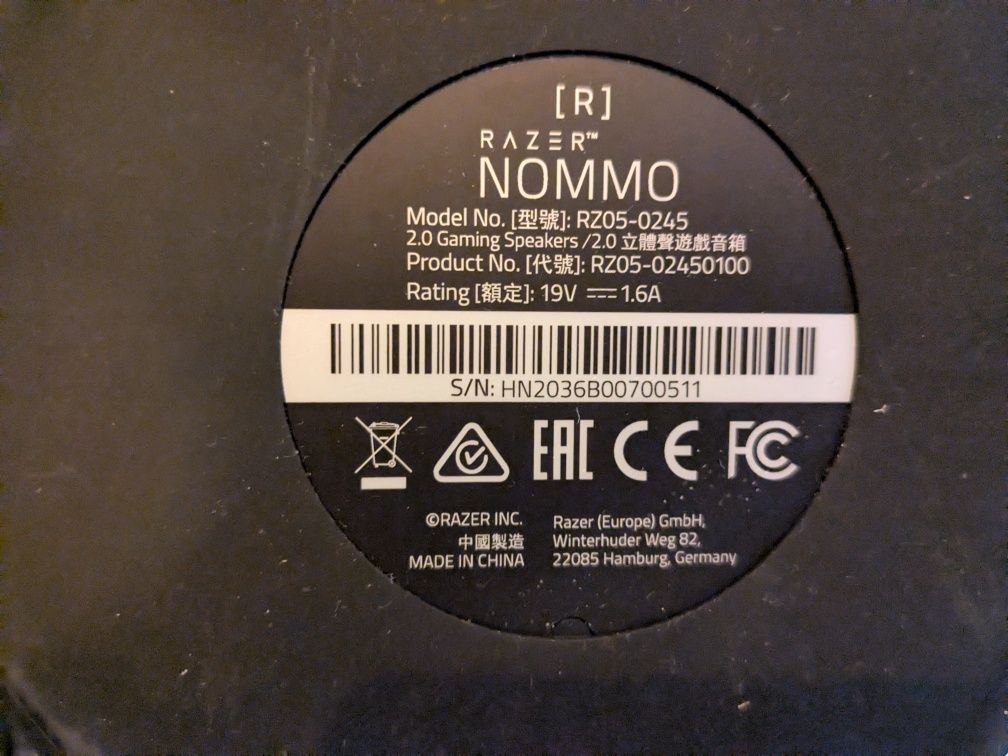 [R]
RAZER™
NOMMO
Model No. [型號]: RZ05-0245
2.0 Gaming Speakers /2.0 立體聲遊戲音箱
Product No. [代號]: RZ05-02450100
Rating [額定]: 19V ⎓ 1.6A
S/N: HN2036B00700511
EAC CE FC
©RAZER INC.
中國製造
MADE IN CHINA
Razer (Europe) GmbH,
Winterhuder Weg 82,
22085 Hamburg, Germany